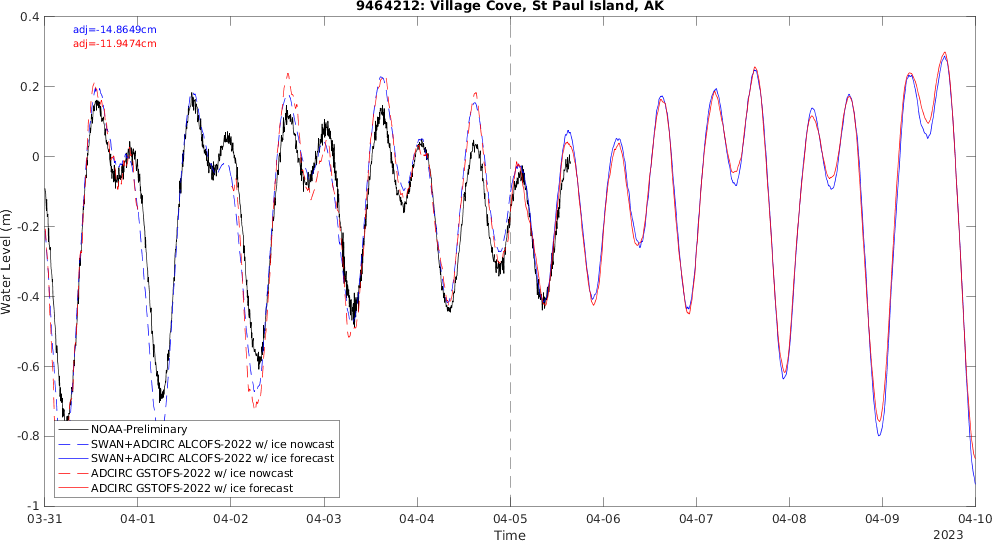 9464212: Village Cove, St Paul Island, AK
adj=-14.8649cm
adj=-11.9474cm
Water Level (m)
0.4
0.2
0
-0.2
-0.4
-0.6
-0.8
-1
NOAA-Preliminary
SWAN+ADCIRC ALCOFS-2022 w/ ice nowcast
SWAN+ADCIRC ALCOFS-2022 w/ ice forecast
ADCIRC GSTOFS-2022 w/ ice nowcast
ADCIRC GSTOFS-2022 w/ ice forecast
03-31 04-01 04-02 04-03 04-04 04-05 04-06 04-07 04-08 04-09 04-10
Time
2023